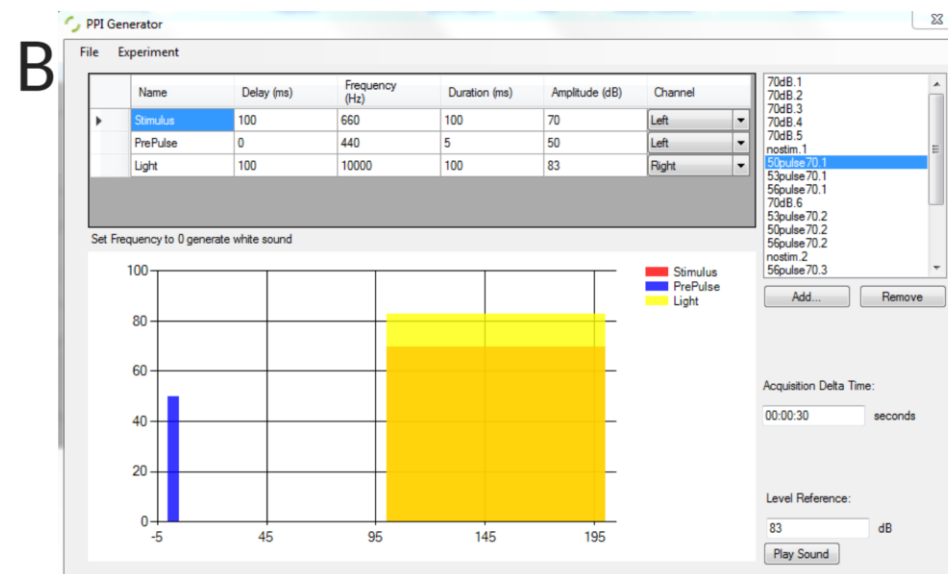 B
PPI Generator
File Experiment
Name Delay (ms) Frequency (Hz) Duration (ms) Amplitude (dB) Channel
Stimulus 100 660 100 70 Left
PrePulse 0 440 5 50 Left
Light 100 10000 100 83 Right
Set Frequency to 0 generate white sound
100
80
60
40
20
0
-5 45 95 145 195
Stimulus
PrePulse
Light
70dB.1
70dB.2
70dB.3
70dB.4
70dB.5
nostim.1
50pulse70.1
53pulse70.1
56pulse70.1
70dB.6
53pulse70.2
50pulse70.2
56pulse70.2
nostim.2
56pulse70.3
Add... Remove
Acquisition Delta Time:
00:00:30 seconds
Level Reference:
83 dB
Play Sound